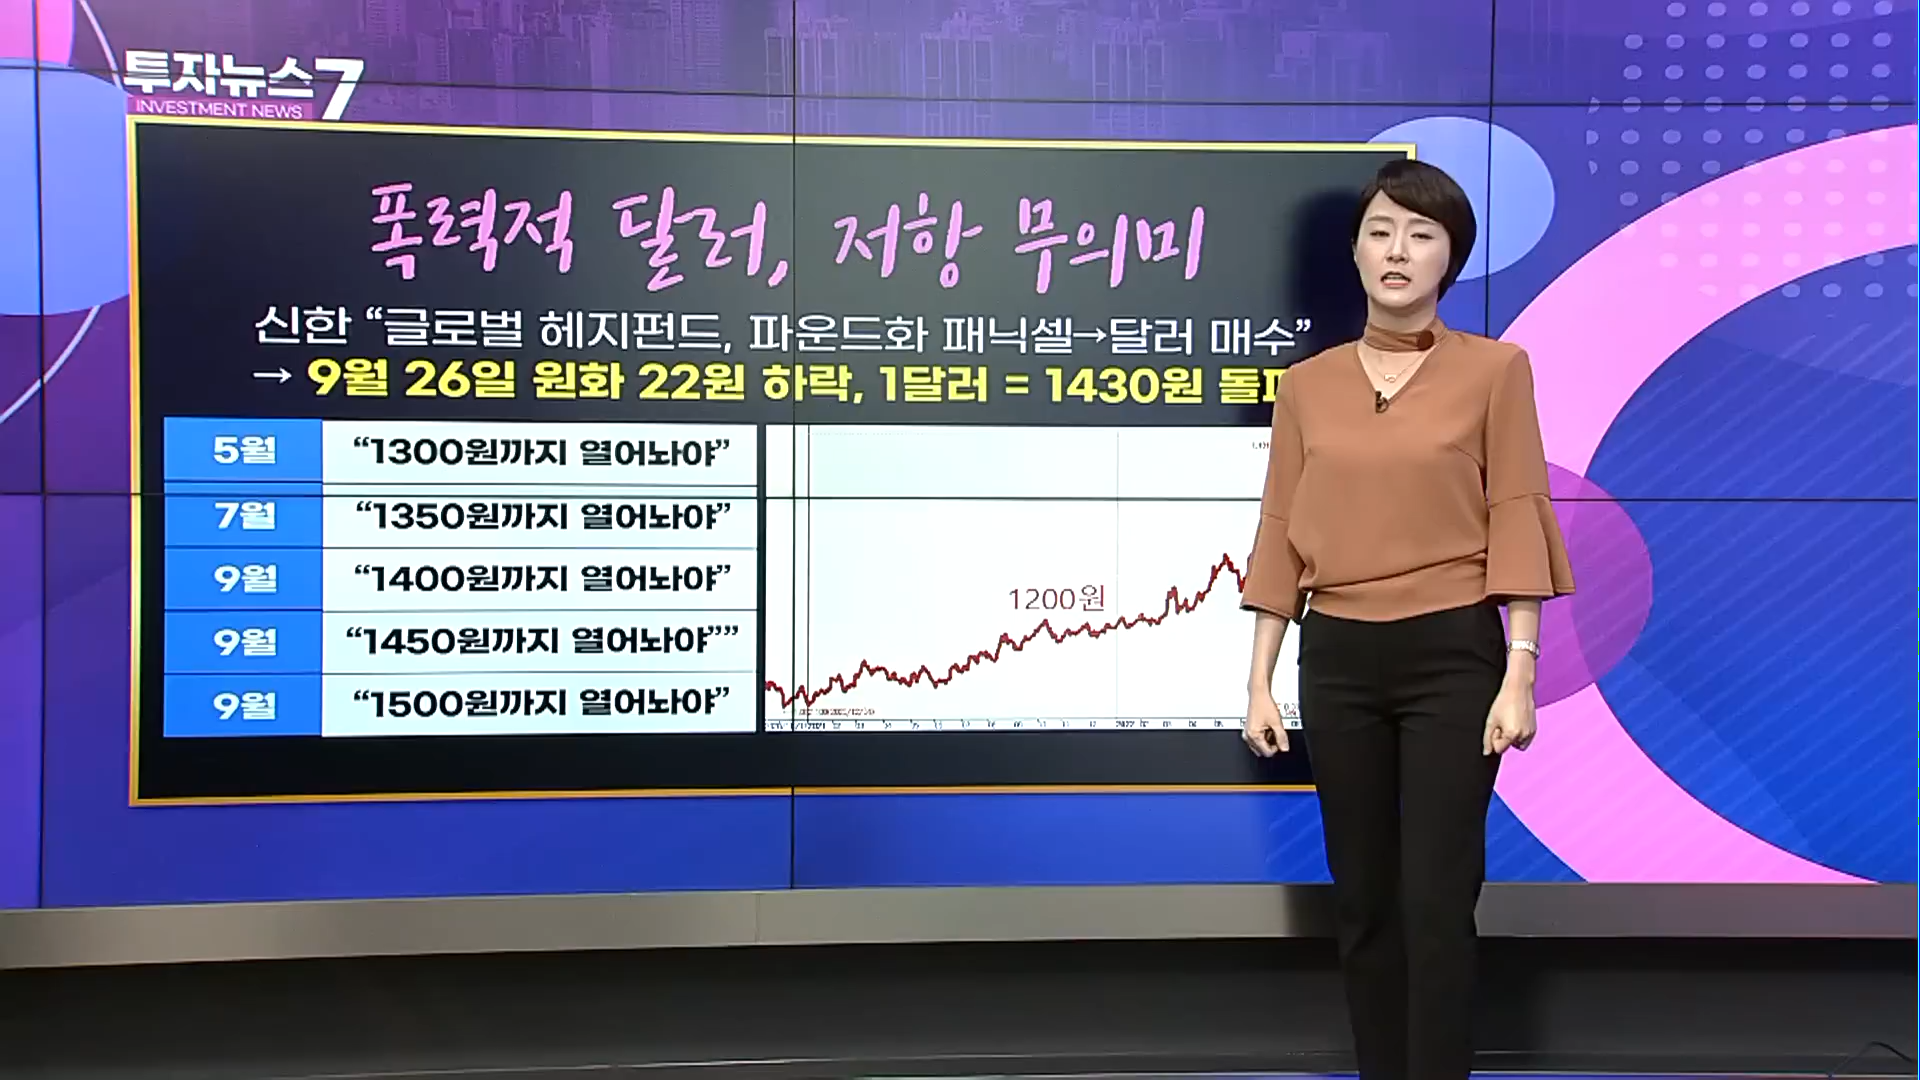 투자뉴스7
INVESTMENT NEWS
폭력적 달러, 저항 무의미
신한 “글로벌 헤지펀드, 파운드화 패닉셀→달러 매수”
→ 9월 26일 원화 22원 하락, 1달러 = 1430원
5월 “1300원까지 열어놔야”
7월 “1350원까지 열어놔야”
9월 “1400원까지 열어놔야”
9월 “1450원까지 열어놔야””
9월 “1500원까지 열어놔야”
1200원